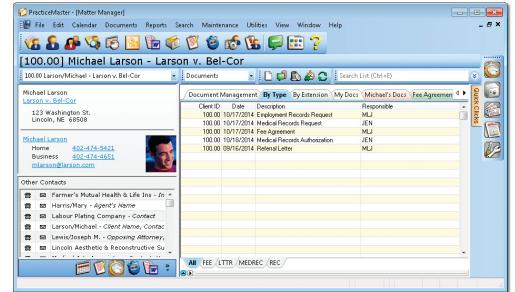 PracticeMaster - [Matter Manager]
File Edit Calendar Documents Reports Search Maintenance Utilities View Window Help
[100.00] Michael Larson - Larson v. Bel-Cor
100.00 Larson/Michael - Larson v. Bel-Cor
Documents
Search List (Ctrl+E)
Michael Larson
Larson v. Bel-Cor
123 Washington St.
Lincoln, NE 68508
Michael Larson
Home 402-474-5421
Business 402-474-4651
mlarson@larson.com
Other Contacts
Farmer's Mutual Health & Life Ins - In
Harris/Mary - Agent's Name
Labour Plating Company - Contact
Larson/Michael - Client Name, Contac
Lewis/Joseph M. - Opposing Attorney,
Lincoln Aesthetic & Reconstructive Su
Document Management By Type By Extension My Docs Michael's Docs Fee Agreemen
Client ID Date Description Responsible
100.00 10/17/2014 Employment Records Request MLJ
100.00 10/14/2014 Medical Records Request JEN
100.00 10/17/2014 Fee Agreement MLJ
100.00 10/18/2014 Medical Records Authorization JEN
100.00 09/16/2014 Referral Letter MLJ
All FEE LTTR MEDREC REC
Quick Clicks